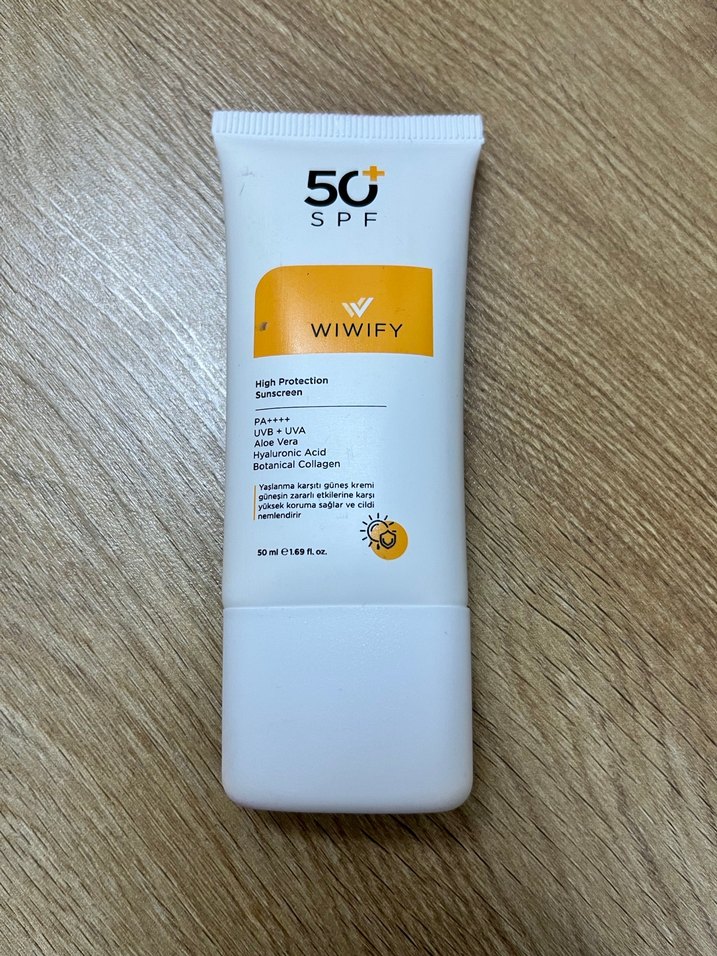 50+
SPF
WIWIFY
High Protection
Sunscreen
PA++++
UVB + UVA
Aloe Vera
Hyaluronic Acid
Botanical Collagen
Yaşlanma karşıtı güneş kremi
güneşin zararlı etkilerine karşı
yüksek koruma sağlar ve cildi
nemlendirir
50 ml ℮ 1.69 fl. oz.